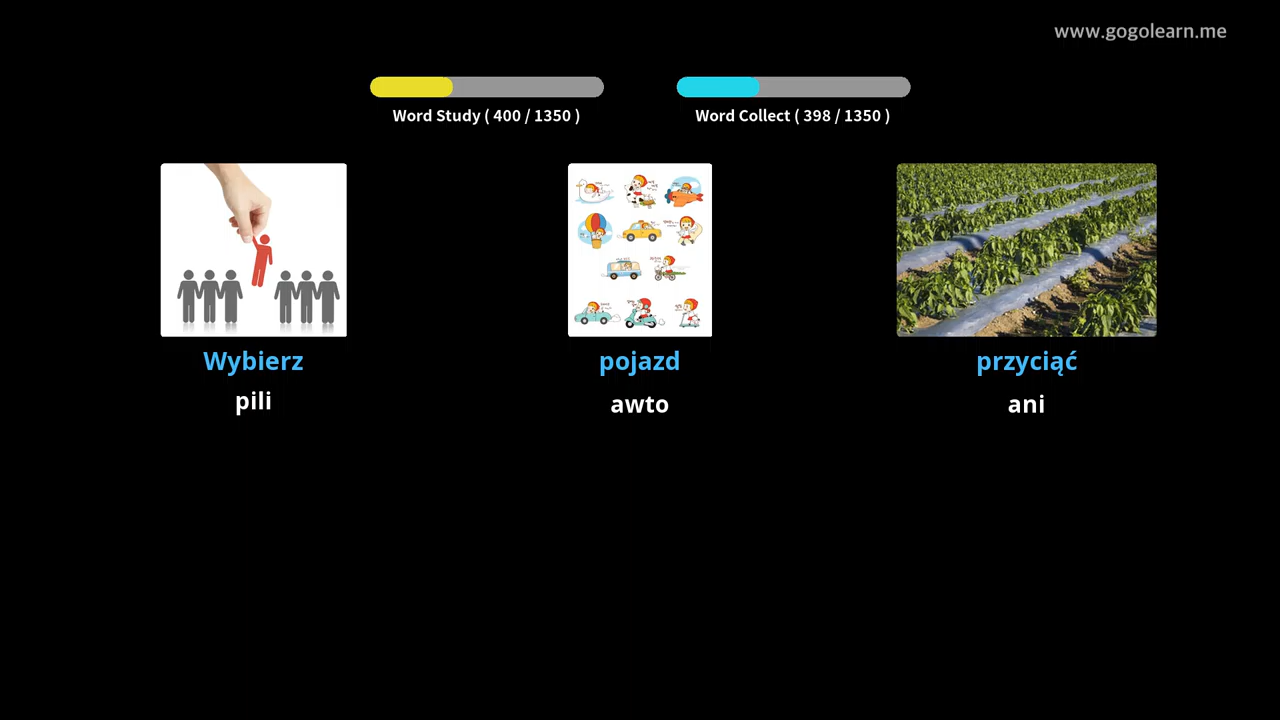 www.gogolearn.me
Word Study ( 400 / 1350 )
Word Collect ( 398 / 1350 )
Wybierz
pojazd
przyciąć
pili
awto
ani